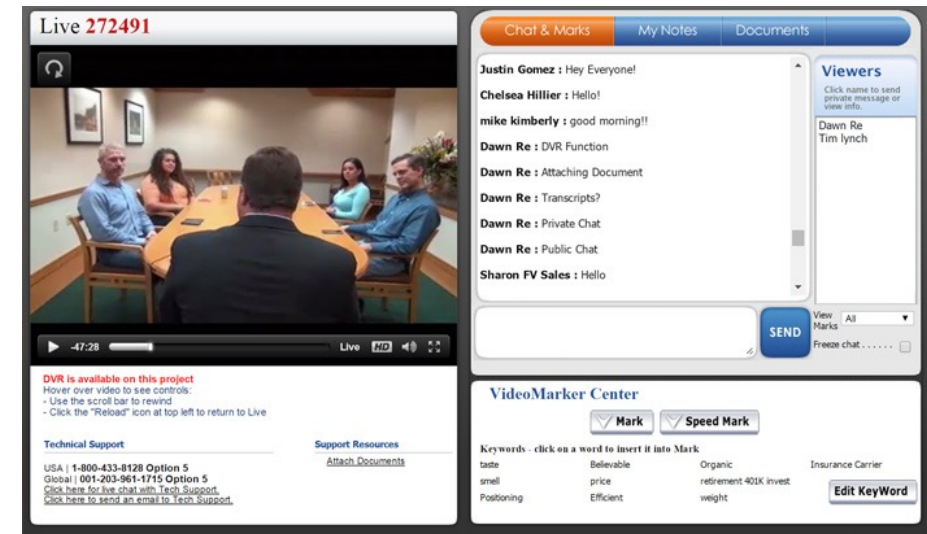 Live 272491
-47:28
Live HD
DVR is available on this project
Hover over video to see controls:
- Use the scroll bar to rewind
- Click the "Reload" icon at top left to return to Live
Technical Support
USA | 1-800-433-8128 Option 5
Global | 001-203-961-1715 Option 5
Click here for live chat with Tech Support.
Click here to send an email to Tech Support.
Support Resources
Attach Documents
Chat & Marks
My Notes
Documents
Justin Gomez : Hey Everyone!
Chelsea Hillier : Hello!
mike kimberly : good morning!!
Dawn Re : DVR Function
Dawn Re : Attaching Document
Dawn Re : Transcripts?
Dawn Re : Private Chat
Dawn Re : Public Chat
Sharon FV Sales : Hello
Viewers
Click name to send
private message or
view info.
Dawn Re
Tim lynch
SEND
View
Marks
All
Freeze chat . . . . . .
VideoMarker Center
Mark
Speed Mark
Keywords - click on a word to insert it into Mark
taste Believable Organic Insurance Carrier
smell price retirement 401K invest
Positioning Efficient weight
Edit KeyWord